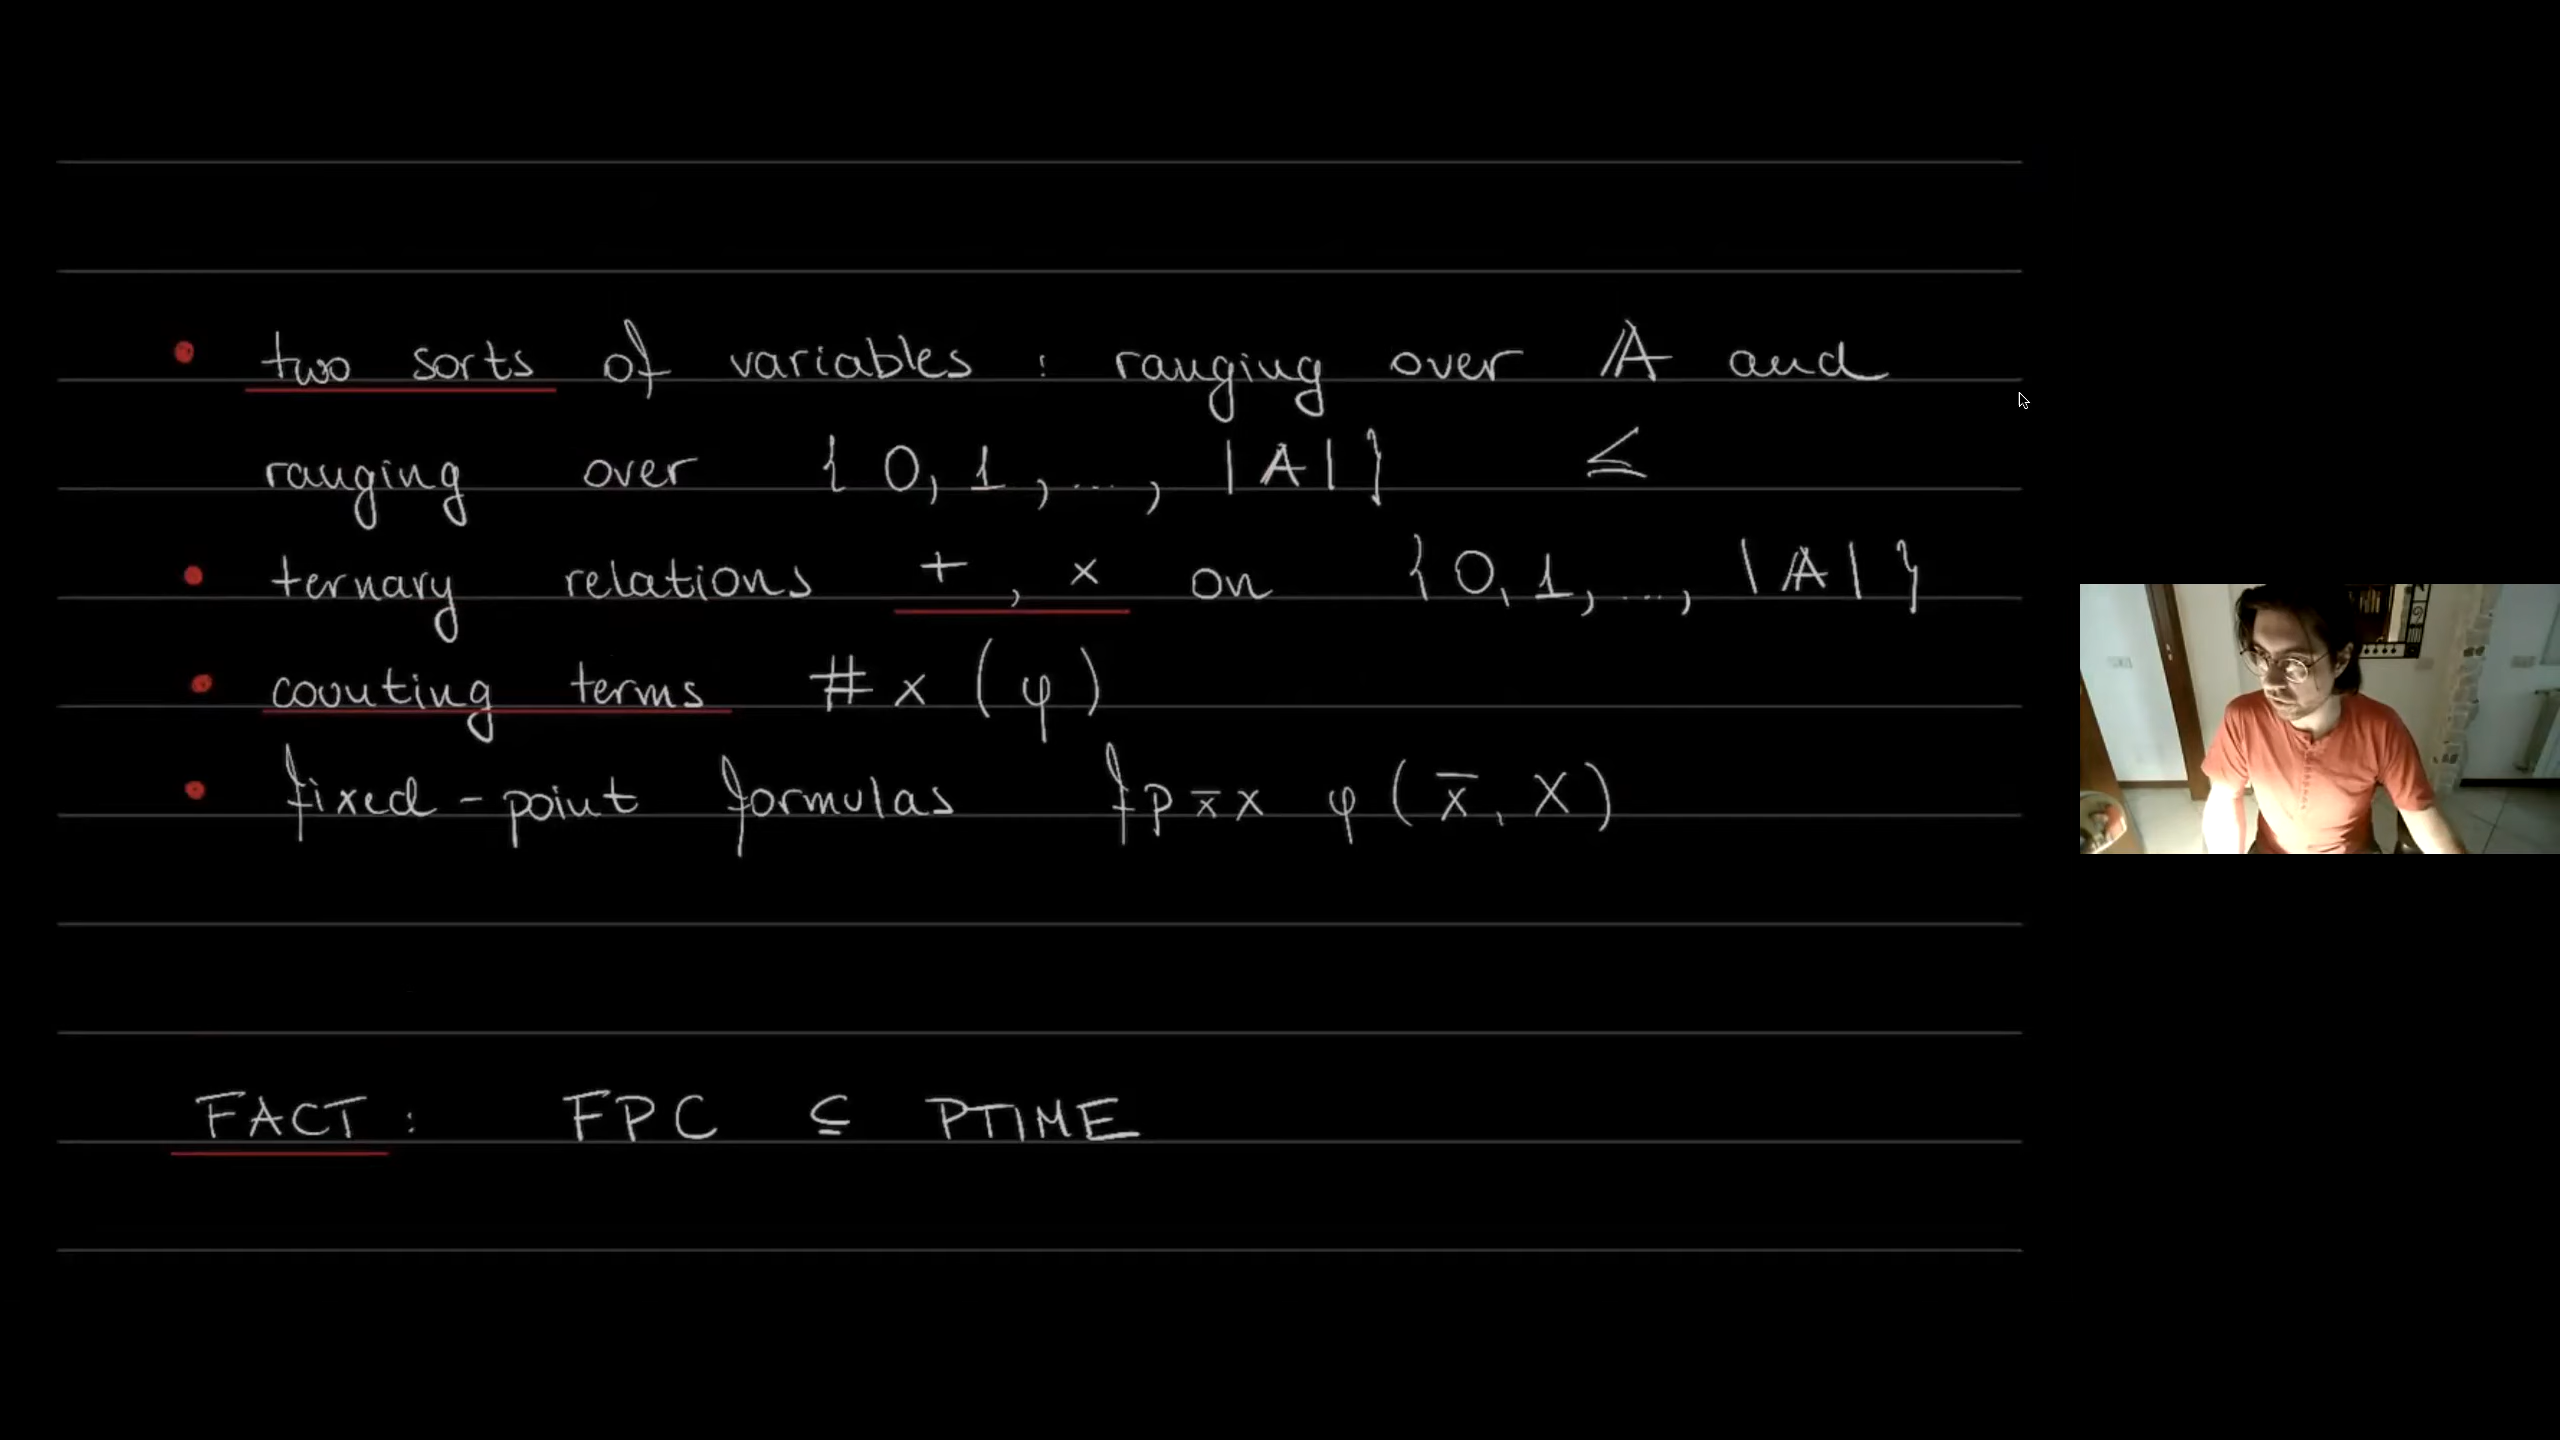 • two sorts of variables : ranging over 𝔸 and
ranging over { 0, 1, ..., |𝔸| } ≤
• ternary relations +, × on { 0, 1, ..., |𝔸| }
• counting terms # x (φ)
• fixed-point formulas fp x̄ X φ ( x̄, X )
FACT : FPC ⊆ PTIME